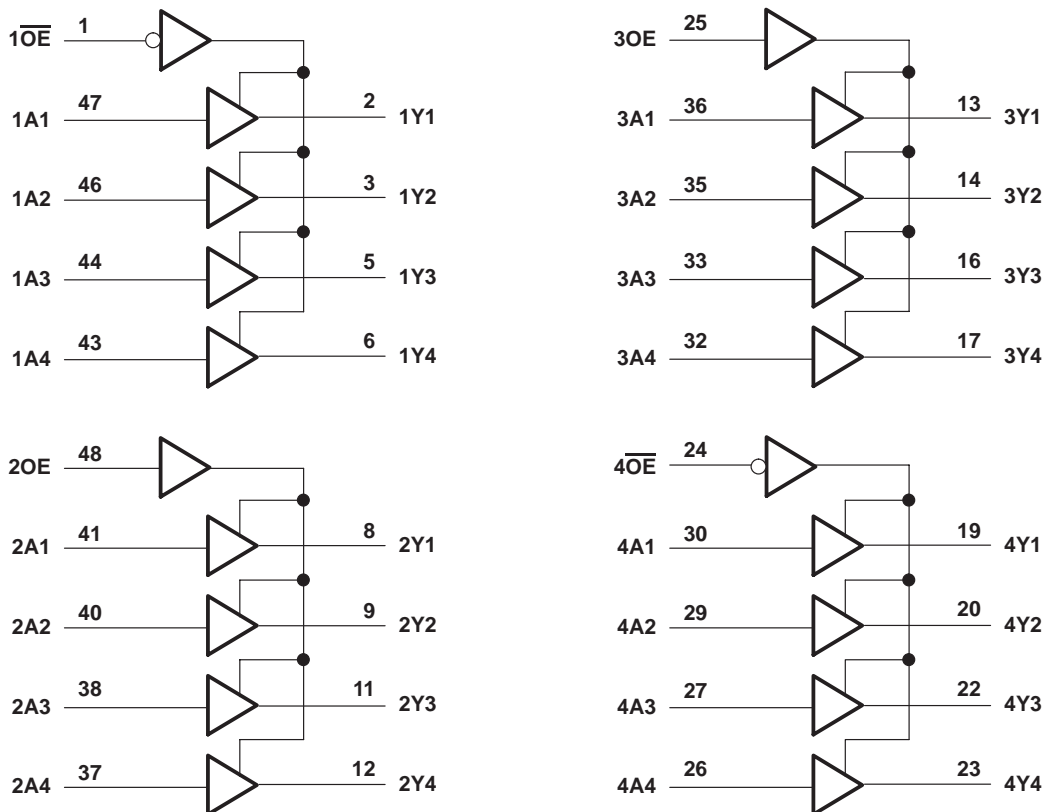 1O̅E̅ 1
1A1 47 2 1Y1
1A2 46 3 1Y2
1A3 44 5 1Y3
1A4 43 6 1Y4
3OE 25
3A1 36 13 3Y1
3A2 35 14 3Y2
3A3 33 16 3Y3
3A4 32 17 3Y4
2OE 48
2A1 41 8 2Y1
2A2 40 9 2Y2
2A3 38 11 2Y3
2A4 37 12 2Y4
4O̅E̅ 24
4A1 30 19 4Y1
4A2 29 20 4Y2
4A3 27 22 4Y3
4A4 26 23 4Y4